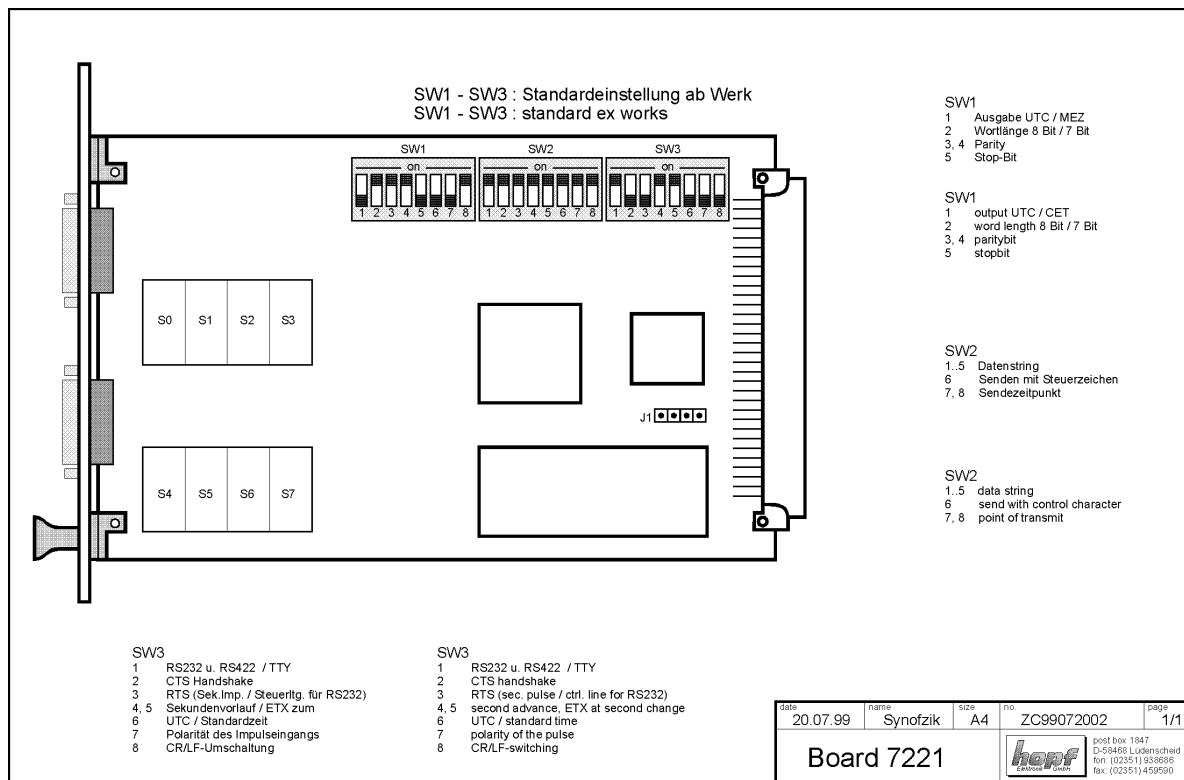 SW1 - SW3 : Standardeinstellung ab Werk
SW1 - SW3 : standard ex works
SW1 SW2 SW3
on on on
1 2 3 4 5 6 7 8 1 2 3 4 5 6 7 8 1 2 3 4 5 6 7 8
S0 S1 S2 S3
J1
S4 S5 S6 S7
SW1
1 Ausgabe UTC / MEZ
2 Wortlänge 8 Bit / 7 Bit
3, 4 Parity
5 Stop-Bit
SW1
1 output UTC / CET
2 word length 8 Bit / 7 Bit
3, 4 paritybit
5 stopbit
SW2
1..5 Datenstring
6 Senden mit Steuerzeichen
7, 8 Sendezeitpunkt
SW2
1..5 data string
6 send with control character
7, 8 point of transmit
SW3
1 RS232 u. RS422 / TTY
2 CTS Handshake
3 RTS (Sek.Imp. / Steuerltg. für RS232)
4, 5 Sekundenvorlauf / ETX zum
6 UTC / Standardzeit
7 Polarität des Impulseingangs
8 CR/LF-Umschaltung
SW3
1 RS232 u. RS422 / TTY
2 CTS handshake
3 RTS (sec. pulse / ctrl. line for RS232)
4, 5 second advance, ETX at second change
6 UTC / standard time
7 polarity of the pulse
8 CR/LF-switching
date name size no. page
20.07.99 Synofzik A4 ZC99072002 1/1
Board 7221
hopf
Elektronik GmbH
post box 1847
D-58468 Lüdenscheid
fon: (02351) 938686
fax: (02351) 459590